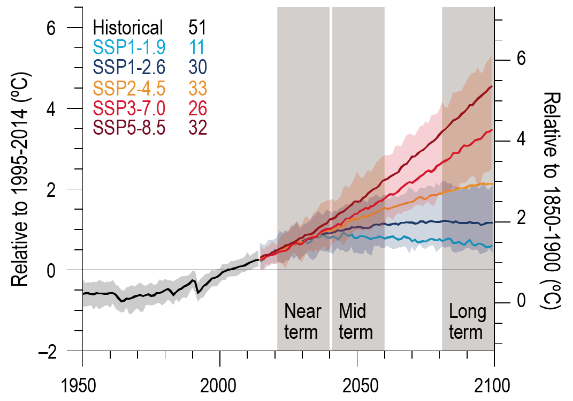 Historical 51
SSP1-1.9 11
SSP1-2.6 30
SSP2-4.5 33
SSP3-7.0 26
SSP5-8.5 32
Relative to 1995-2014 (ºC)
6
4
2
0
−2
Near term
Mid term
Long term
Relative to 1850-1900 (ºC)
6
4
2
0
1950 2000 2050 2100